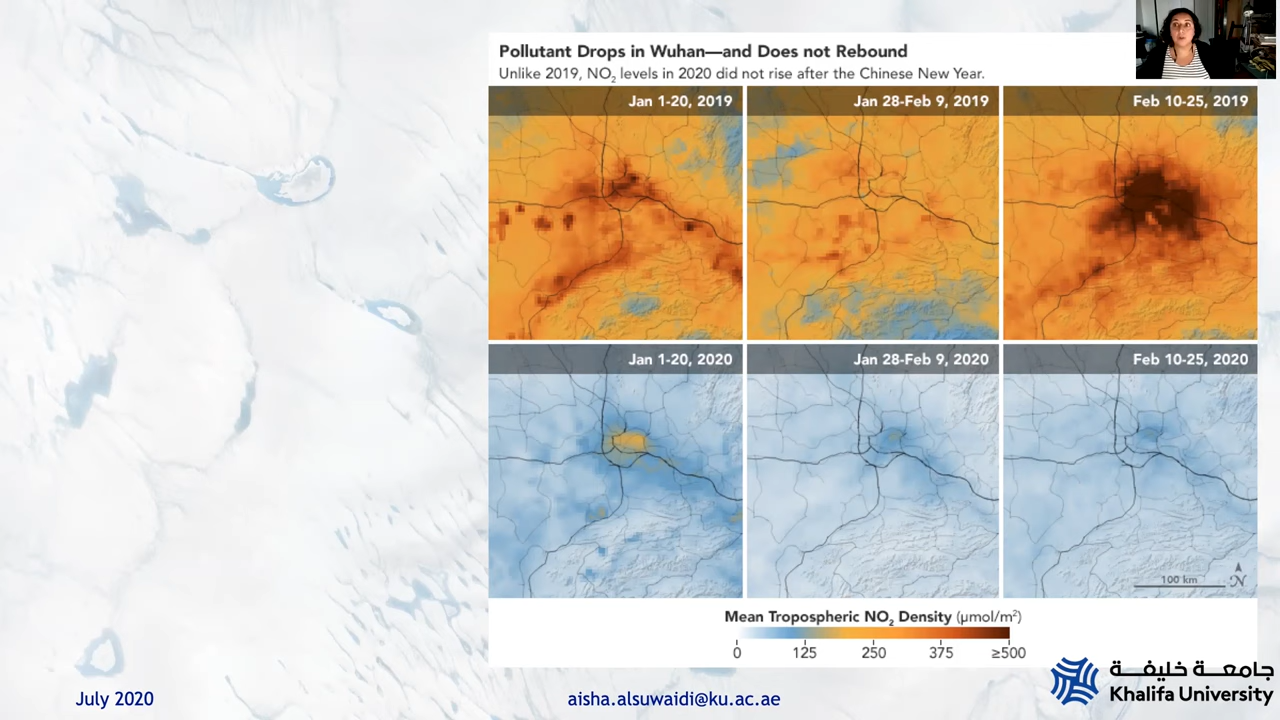 Pollutant Drops in Wuhan—and Does not Rebound
Unlike 2019, NO₂ levels in 2020 did not rise after the Chinese New Year.
Jan 1-20, 2019
Jan 28-Feb 9, 2019
Feb 10-25, 2019
Jan 1-20, 2020
Jan 28-Feb 9, 2020
Feb 10-25, 2020
100 km
N
Mean Tropospheric NO₂ Density (µmol/m²)
0 125 250 375 ≥500
جامعة خليفة
Khalifa University
July 2020
aisha.alsuwaidi@ku.ac.ae